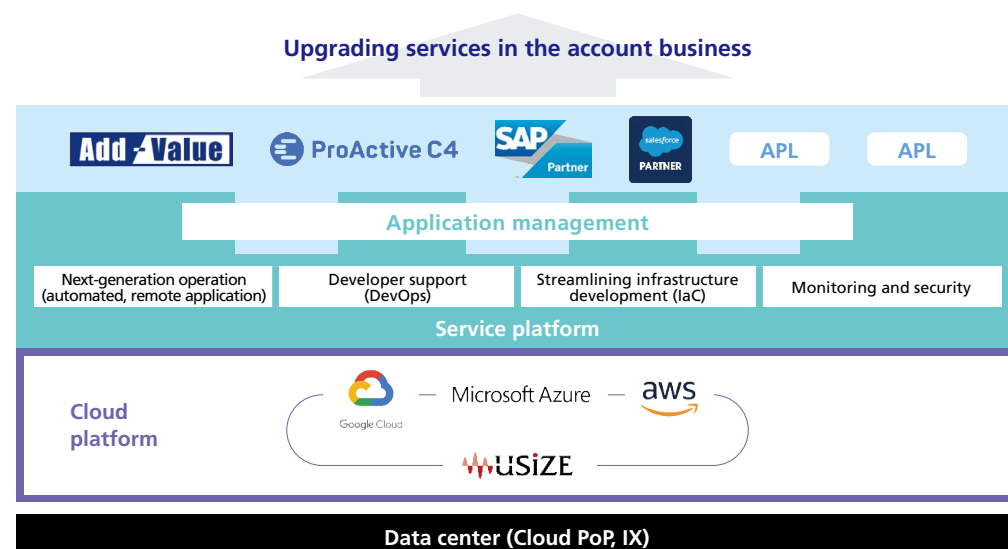 Upgrading services in the account business
Add-Value
ProActive C4
SAP
Partner
salesforce
PARTNER
APL
APL
Application management
Next-generation operation
(automated, remote application)
Developer support
(DevOps)
Streamlining infrastructure
development (IaC)
Monitoring and security
Service platform
Cloud
platform
Google Cloud
Microsoft Azure
aws
USiZE
Data center (Cloud PoP, IX)